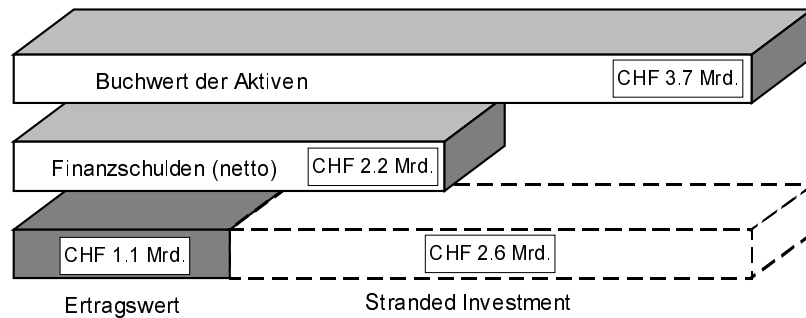 Buchwert der Aktiven CHF 3.7 Mrd.
Finanzschulden (netto) CHF 2.2 Mrd.
CHF 1.1 Mrd. CHF 2.6 Mrd.
Ertragswert Stranded Investment